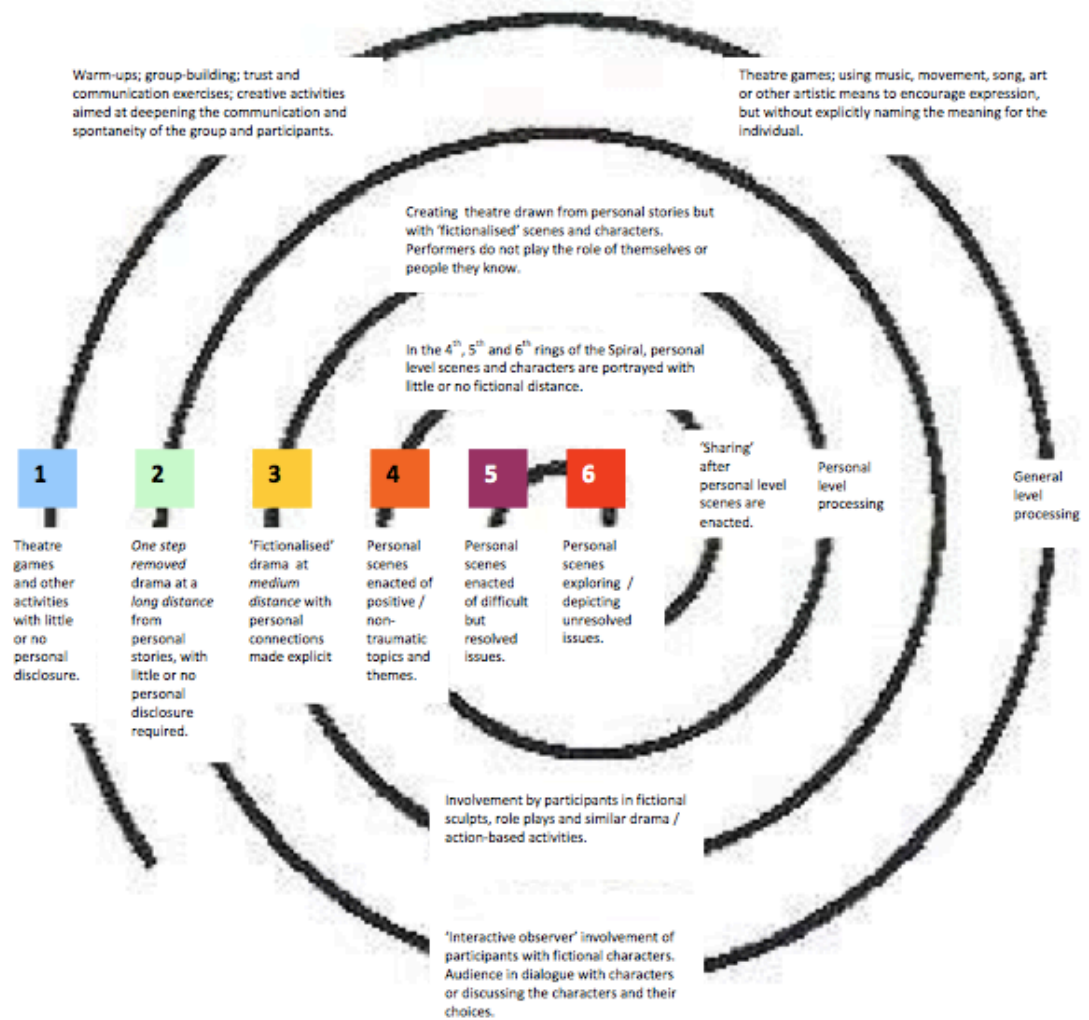 Warm-ups; group-building; trust and
communication exercises; creative activities
aimed at deepening the communication and
spontaneity of the group and participants.
Theatre games; using music, movement, song, art
or other artistic means to encourage expression,
but without explicitly naming the meaning for the
individual.
Creating theatre drawn from personal stories but
with 'fictionalised' scenes and characters.
Performers do not play the role of themselves or
people they know.
In the 4th, 5th and 6th rings of the Spiral, personal
level scenes and characters are portrayed with
little or no fictional distance.
1
2
3
4
5
6
'Sharing'
after
personal level
scenes are
enacted.
Personal
level
processing
General
level
processing
Theatre
games
and other
activities
with little
or no
personal
disclosure.
One step
removed
drama at a
long distance
from
personal
stories, with
little or no
personal
disclosure
required.
'Fictionalised'
drama at
medium
distance with
personal
connections
made explicit
Personal
scenes
enacted of
positive /
non-
traumatic
topics and
themes.
Personal
scenes
enacted
of difficult
but
resolved
issues.
Personal
scenes
exploring /
depicting
unresolved
issues.
Involvement by participants in fictional
sculpts, role plays and similar drama /
action-based activities.
'Interactive observer' involvement of
participants with fictional characters.
Audience in dialogue with characters
or discussing the characters and their
choices.